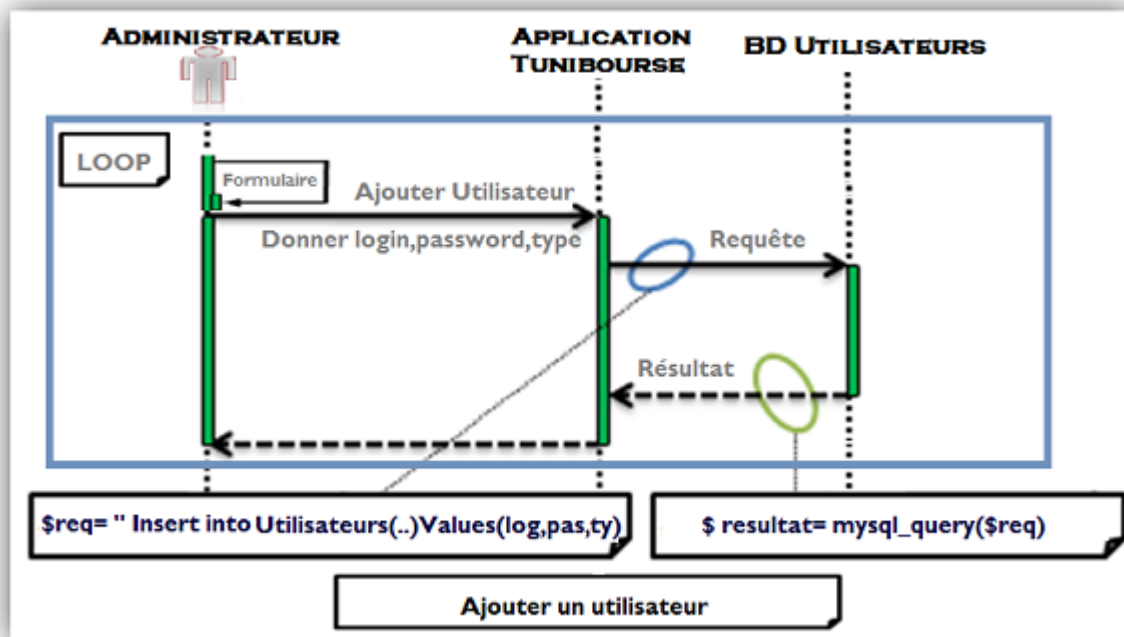 ADMINISTRATEUR
APPLICATION
TUNIBOURSE
BD UTILISATEURS
LOOP
Formulaire
Ajouter Utilisateur
Donner login,password,type
Requête
Résultat
$req= " Insert into Utilisateurs(..)Values(log,pas,ty)
$ resultat= mysql_query($req)
Ajouter un utilisateur